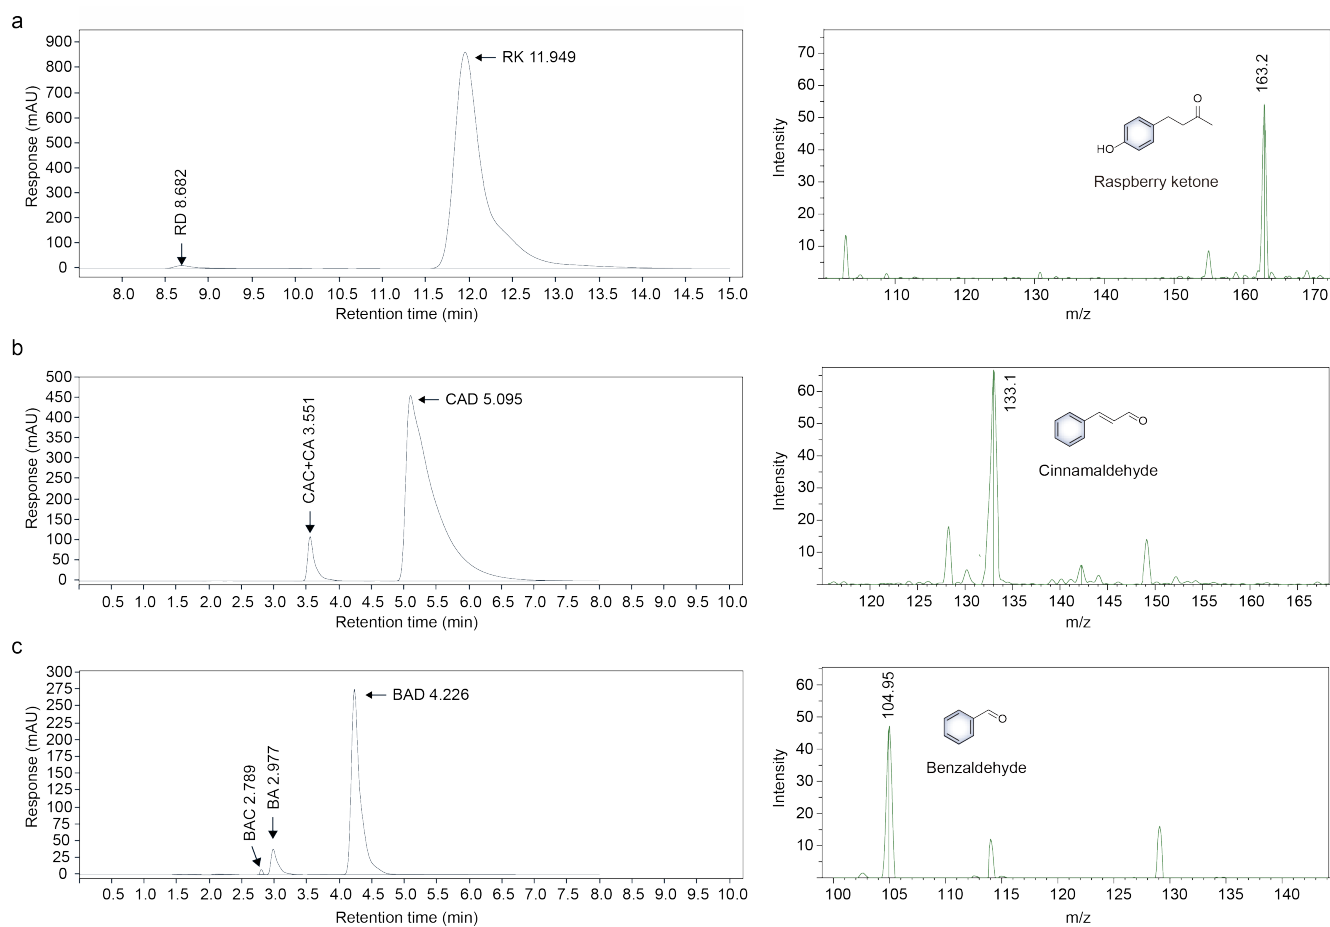 a
900
800
700
600
500
400
300
200
100
0
Response (mAU)
RD 8.682
RK 11.949
8.0 8.5 9.0 9.5 10.0 10.5 11.0 11.5 12.0 12.5 13.0 13.5 14.0 14.5 15.0
Retention time (min)
70
60
50
40
30
20
10
Intensity
163.2
O
HO
Raspberry ketone
110 120 130 140 150 160 170
m/z
b
500
450
400
350
300
250
200
150
100
50
0
Response (mAU)
CAC+CA 3.551
CAD 5.095
0.5 1.0 1.5 2.0 2.5 3.0 3.5 4.0 4.5 5.0 5.5 6.0 6.5 7.0 7.5 8.0 8.5 9.0 9.5 10.0
Retention time (min)
60
50
40
30
20
10
Intensity
133.1
O
Cinnamaldehyde
120 125 130 135 140 145 150 155 160 165
m/z
c
300
275
250
225
200
175
150
125
100
75
50
25
0
Response (mAU)
BAC 2.789
BA 2.977
BAD 4.226
0.5 1.0 1.5 2.0 2.5 3.0 3.5 4.0 4.5 5.0 5.5 6.0 6.5 7.0 7.5 8.0 8.5 9.0 9.5 10.0
Retention time (min)
60
50
40
30
20
10
Intensity
104.95
O
Benzaldehyde
100 105 110 115 120 125 130 135 140
m/z